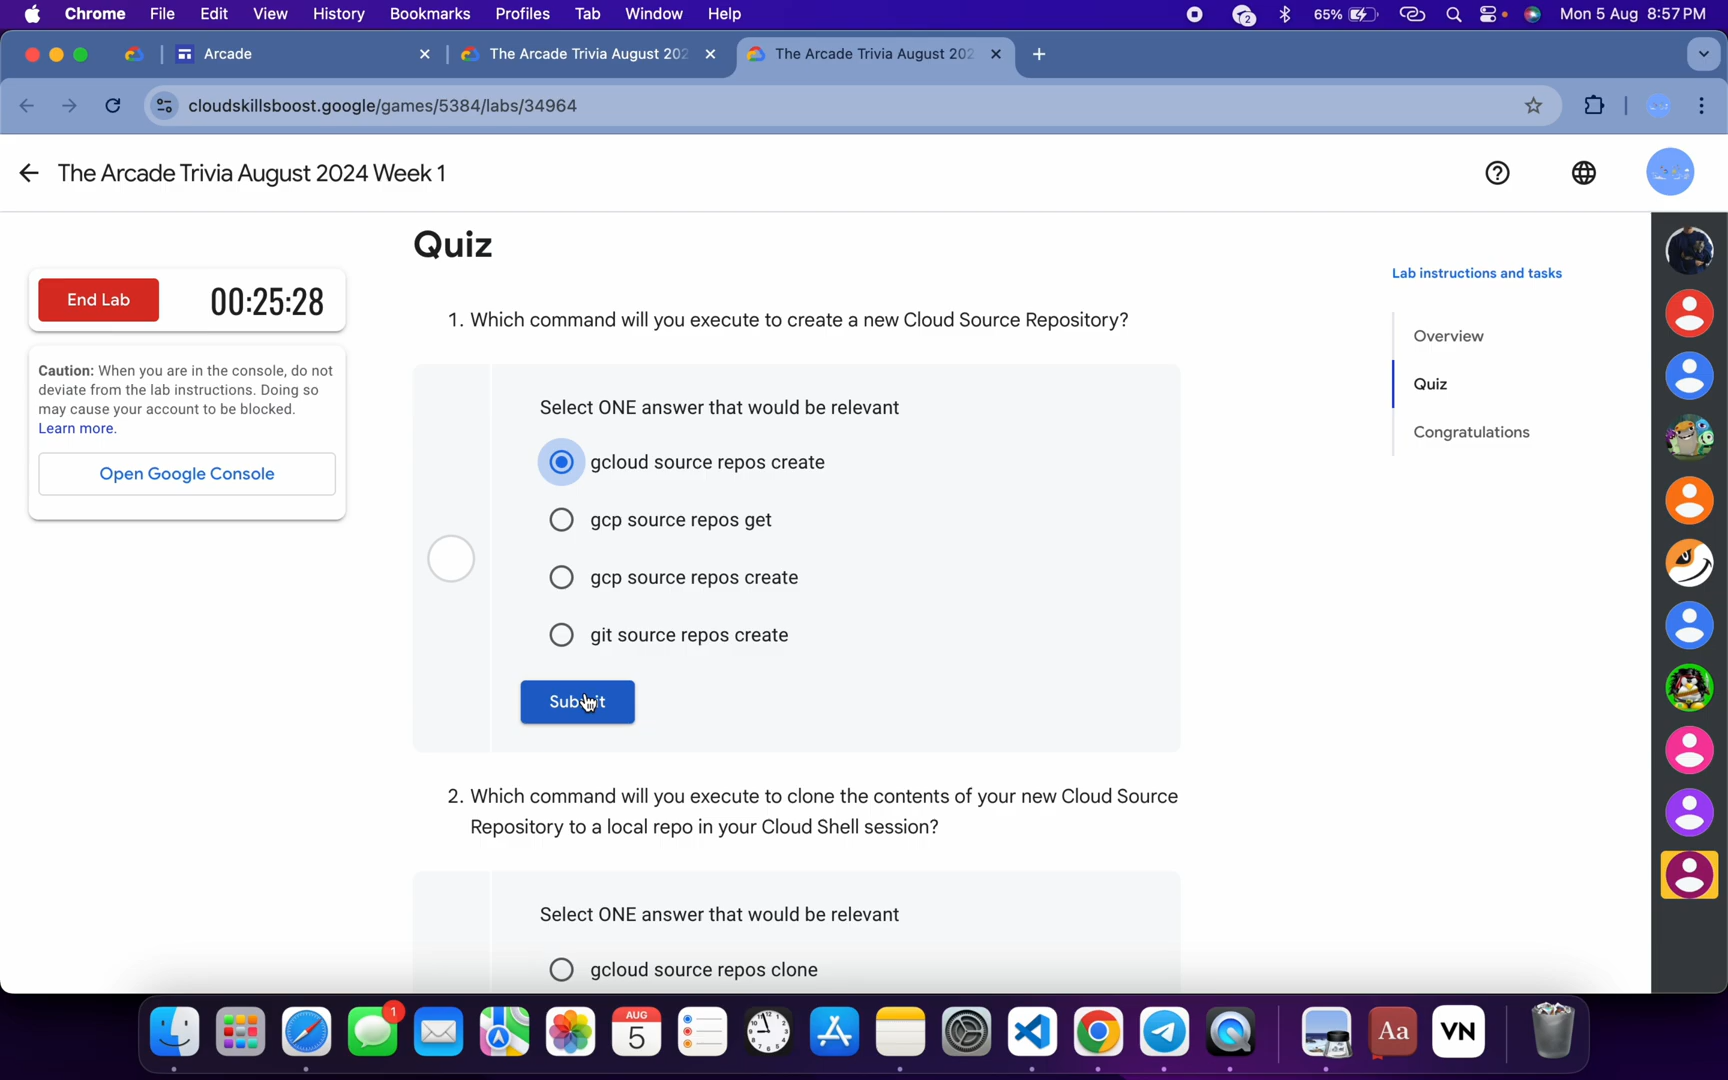 Chrome File Edit View History Bookmarks Profiles Tab Window Help 2 65% Mon 5 Aug 8:57 PM
Arcade The Arcade Trivia August 202 The Arcade Trivia August 202
cloudskillsboost.google/games/5384/labs/34964
The Arcade Trivia August 2024 Week 1
Quiz
End Lab 00:25:28
Caution: When you are in the console, do not
deviate from the lab instructions. Doing so
may cause your account to be blocked.
Learn more.
Open Google Console
1. Which command will you execute to create a new Cloud Source Repository?
Select ONE answer that would be relevant
gcloud source repos create
gcp source repos get
gcp source repos create
git source repos create
Submit
2. Which command will you execute to clone the contents of your new Cloud Source
Repository to a local repo in your Cloud Shell session?
Select ONE answer that would be relevant
gcloud source repos clone
Lab instructions and tasks
Overview
Quiz
Congratulations
1
AUG
5
Aa
VN